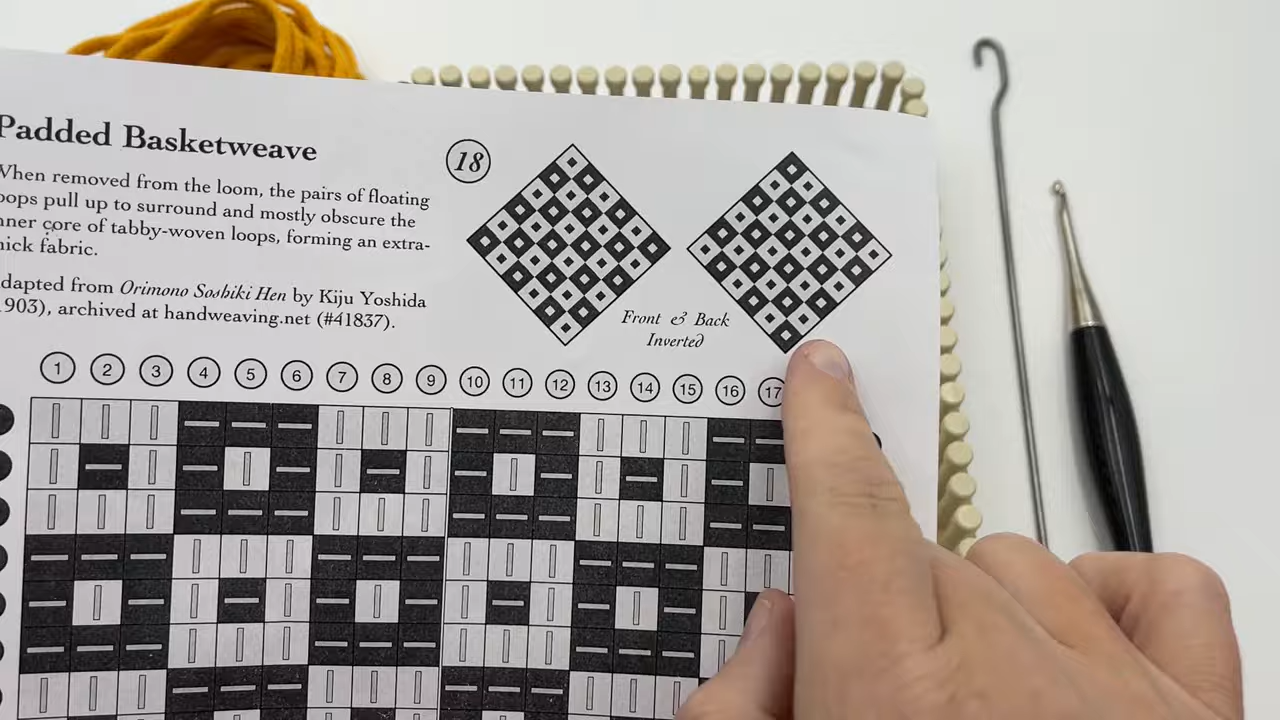 Padded Basketweave
When removed from the loom, the pairs of floating
oops pull up to surround and mostly obscure the
nner core of tabby-woven loops, forming an extra-
hick fabric.
dapted from Orimono Soshiki Hen by Kiju Yoshida
1903), archived at handweaving.net (#41837).
18
Front & Back
Inverted
1 2 3 4 5 6 7 8 9 10 11 12 13 14 15 16 17